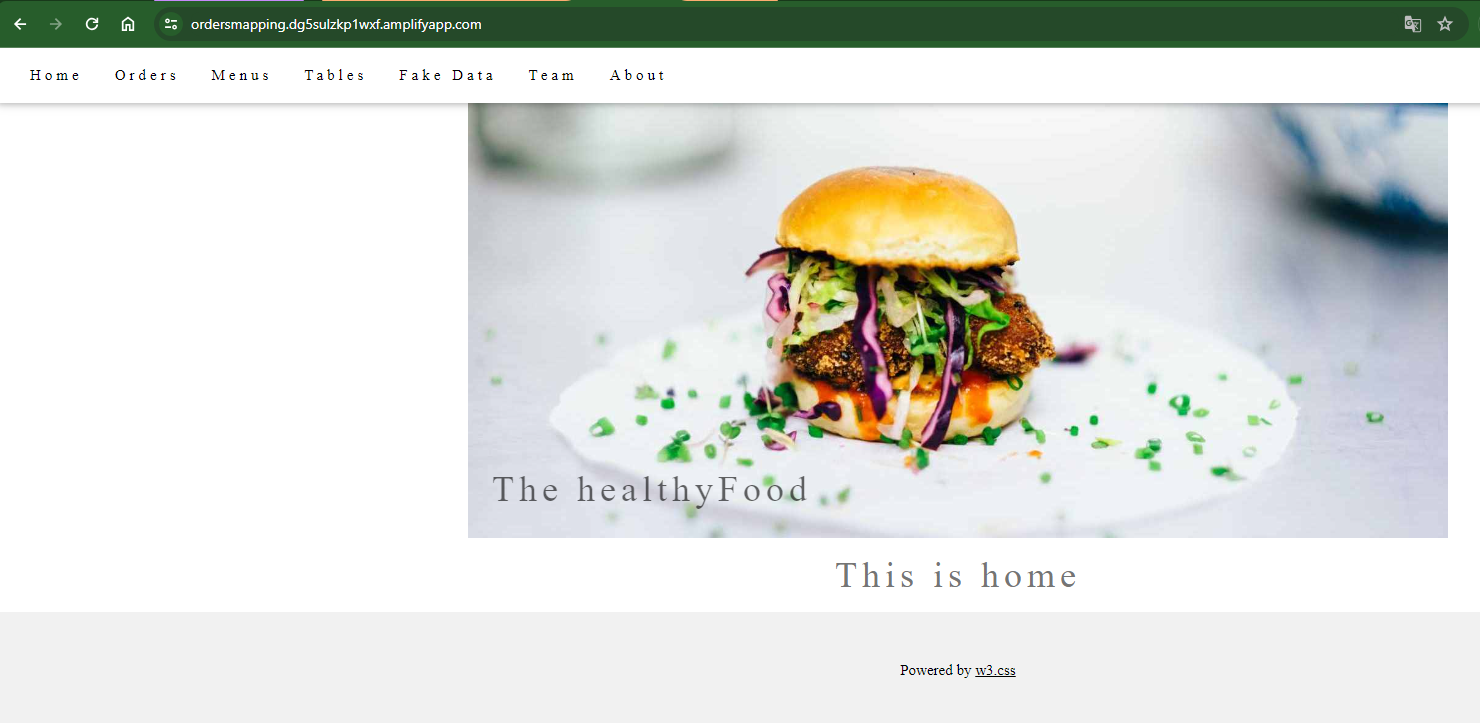 ordersmapping.dg5sulzkp1wxf.amplifyapp.com
Home Orders Menus Tables Fake Data Team About
The healthyFood
This is home
Powered by w3.css